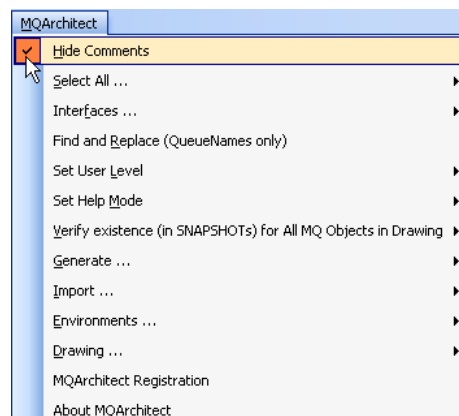 MQArchitect
Hide Comments
Select All ...
Interfaces ...
Find and Replace (QueueNames only)
Set User Level
Set Help Mode
Verify existence (in SNAPSHOTs) for All MQ Objects in Drawing
Generate ...
Import ...
Environments ...
Drawing ...
MQArchitect Registration
About MQArchitect